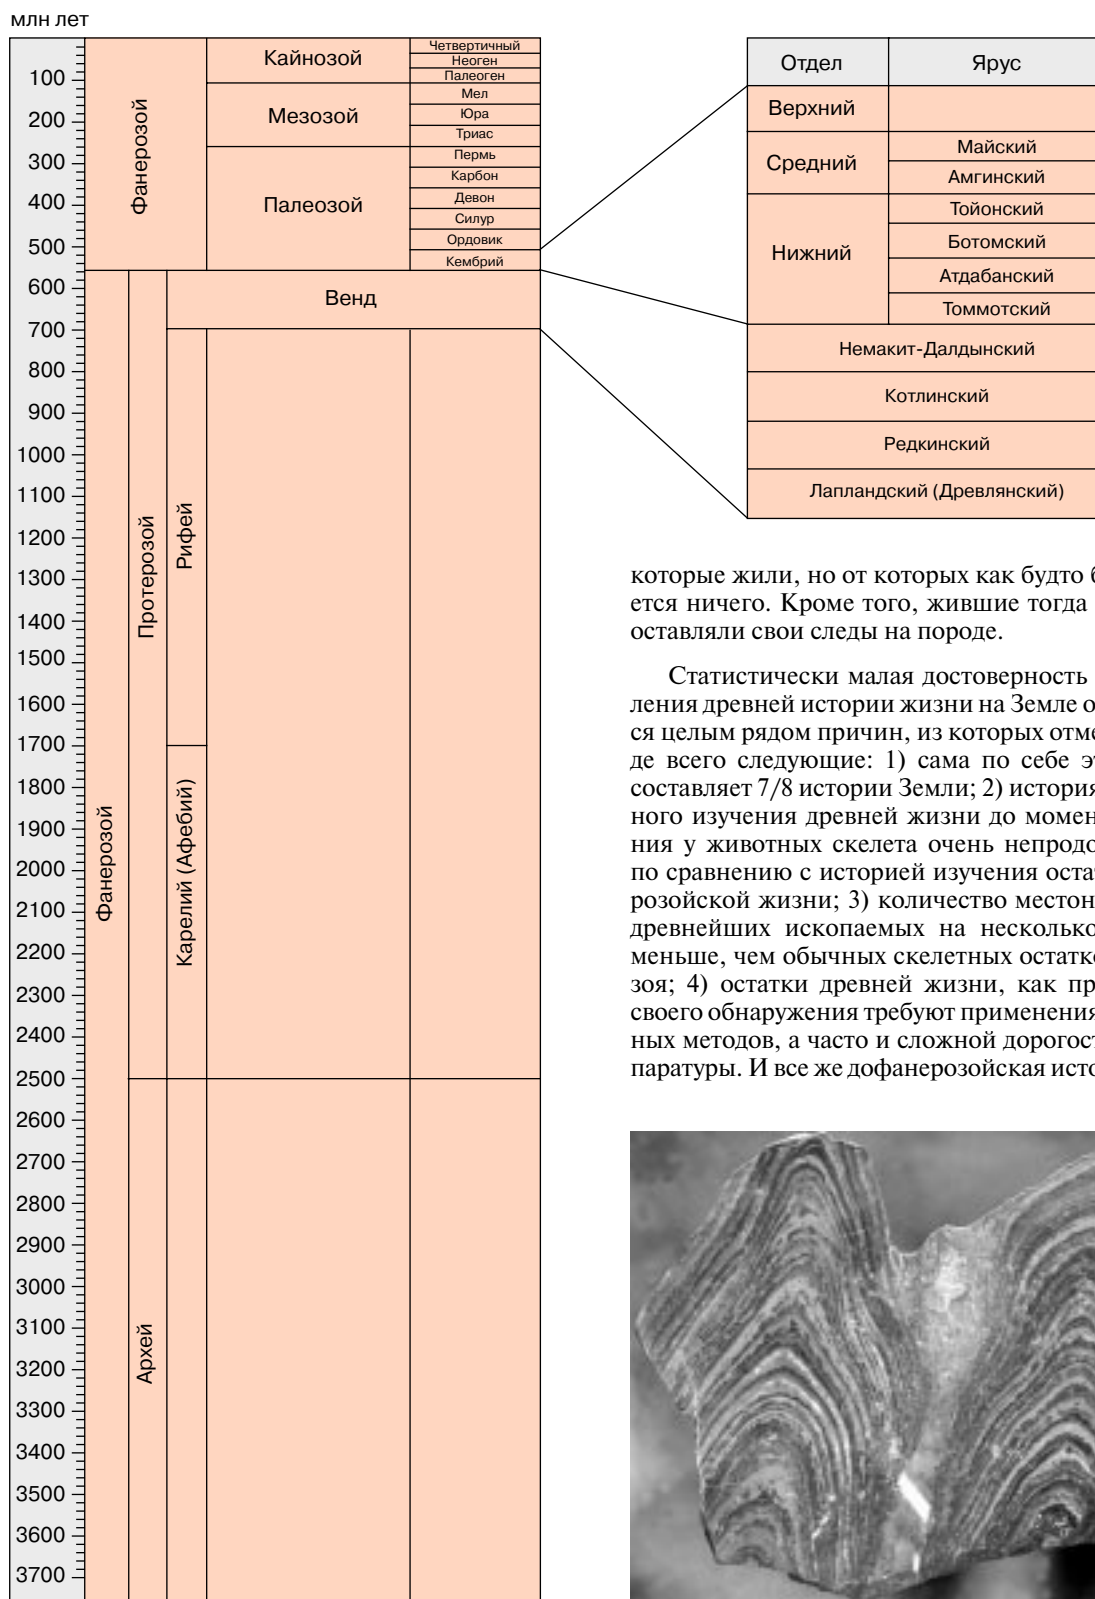 млн лет
100
200
300
400
500
600
700
800
900
1000
1100
1200
1300
1400
1500
1600
1700
1800
1900
2000
2100
2200
2300
2400
2500
2600
2700
2800
2900
3000
3100
3200
3300
3400
3500
3600
3700
Фанерозой
Кайнозой
Четвертичный
Неоген
Палеоген
Мезозой
Мел
Юра
Триас
Палеозой
Пермь
Карбон
Девон
Силур
Ордовик
Кембрий
Фанерозой
Протерозой
Венд
Рифей
Карелий (Афебий)
Архей
Отдел
Ярус
Верхний
Средний
Майский
Амгинский
Нижний
Тойонский
Ботомский
Атдабанский
Томмотский
Немакит-Далдынский
Котлинский
Редкинский
Лапландский (Древлянский)
которые жили, но от которых как будто б
ется ничего. Кроме того, жившие тогда
оставляли свои следы на породе.
Статистически малая достоверность
ления древней истории жизни на Земле о
ся целым рядом причин, из которых отме
де всего следующие: 1) сама по себе эт
составляет 7/8 истории Земли; 2) история
ного изучения древней жизни до момен
ния у животных скелета очень непродо
по сравнению с историей изучения оста
розойской жизни; 3) количество местон
древнейших ископаемых на несколько
меньше, чем обычных скелетных остатко
зоя; 4) остатки древней жизни, как пр
своего обнаружения требуют применения
ных методов, а часто и сложной дорогост
паратуры. И все же дофанерозойская исто